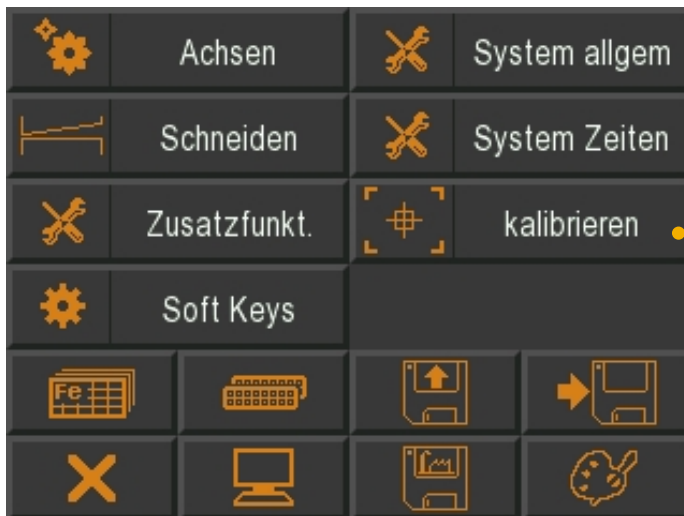 Achsen
System allgem
Schneiden
System Zeiten
Zusatzfunkt.
kalibrieren
Soft Keys
Fe